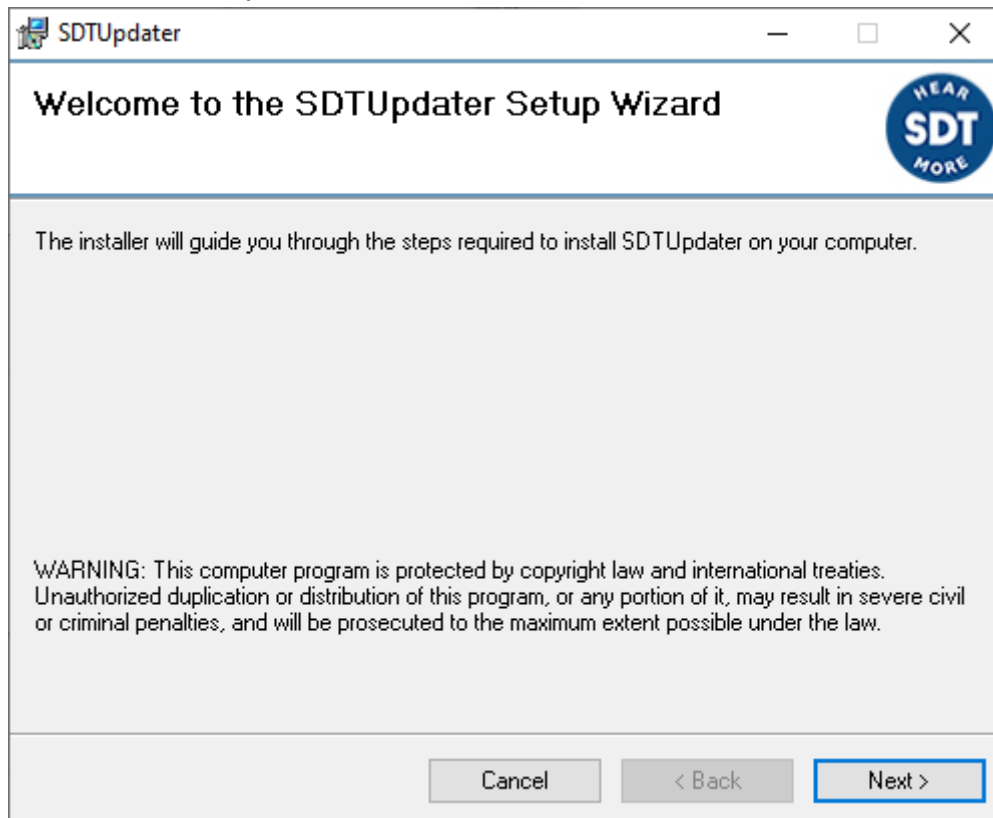 SDTUpdater
Welcome to the SDTUpdater Setup Wizard
HEAR
SDT
MORE
The installer will guide you through the steps required to install SDTUpdater on your computer.
WARNING: This computer program is protected by copyright law and international treaties.
Unauthorized duplication or distribution of this program, or any portion of it, may result in severe civil
or criminal penalties, and will be prosecuted to the maximum extent possible under the law.
Cancel
< Back
Next >